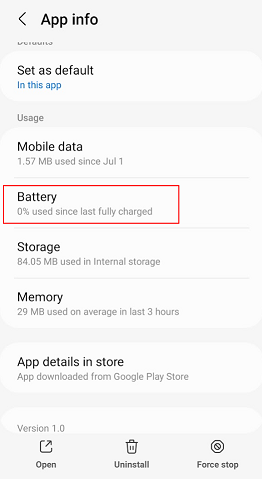 App info
Defaults
Set as default
In this app
Usage
Mobile data
1.57 MB used since Jul 1
Battery
0% used since last fully charged
Storage
84.05 MB used in Internal storage
Memory
29 MB used on average in last 3 hours
App details in store
App downloaded from Google Play Store
Version 1.0
Open
Uninstall
Force stop